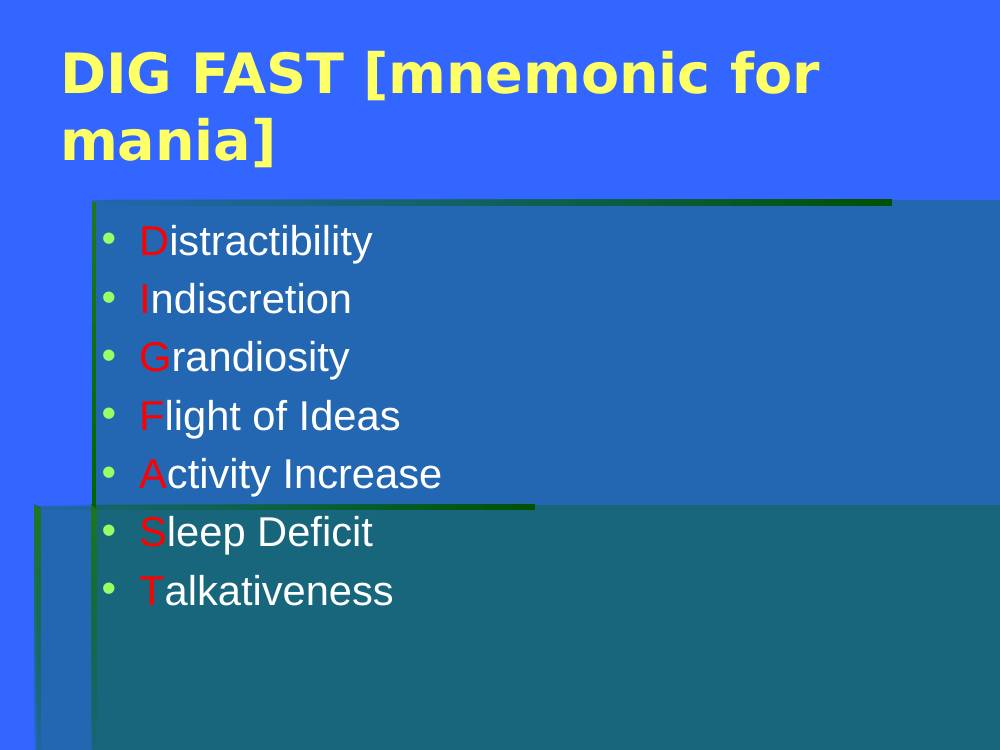 DIG FAST [mnemonic for
mania]
• Distractibility
• Indiscretion
• Grandiosity
• Flight of Ideas
• Activity Increase
• Sleep Deficit
• Talkativeness